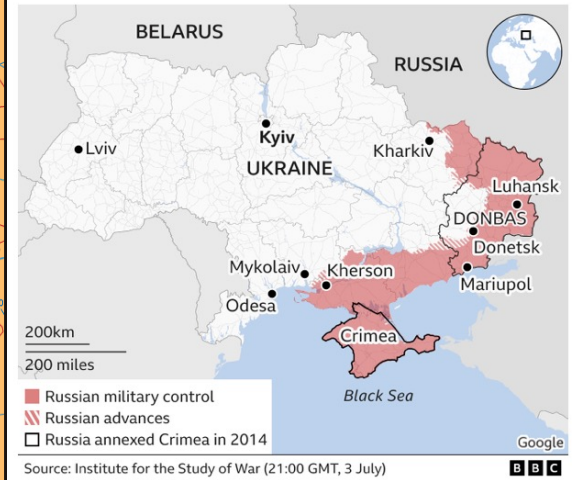 BELARUS
RUSSIA
Kyiv
Lviv
Kharkiv
UKRAINE
Luhansk
DONBAS
Donetsk
Mykolaiv
Kherson
Mariupol
Odesa
200km
200 miles
Crimea
Black Sea
Russian military control
Russian advances
Russia annexed Crimea in 2014
Google
Source: Institute for the Study of War (21:00 GMT, 3 July)
BBC